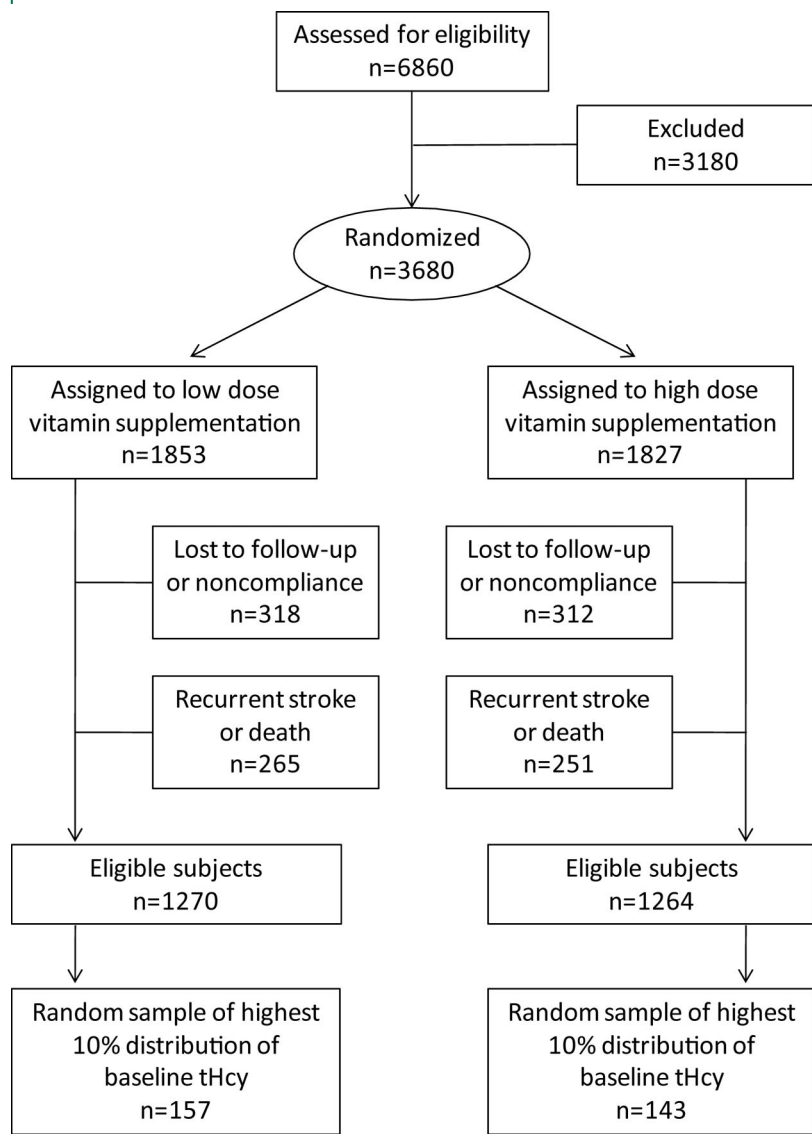 Assessed for eligibility
n=6860
Excluded
n=3180
Randomized
n=3680
Assigned to low dose
vitamin supplementation
n=1853
Assigned to high dose
vitamin supplementation
n=1827
Lost to follow-up
or noncompliance
n=318
Lost to follow-up
or noncompliance
n=312
Recurrent stroke
or death
n=265
Recurrent stroke
or death
n=251
Eligible subjects
n=1270
Eligible subjects
n=1264
Random sample of highest
10% distribution of
baseline tHcy
n=157
Random sample of highest
10% distribution of
baseline tHcy
n=143